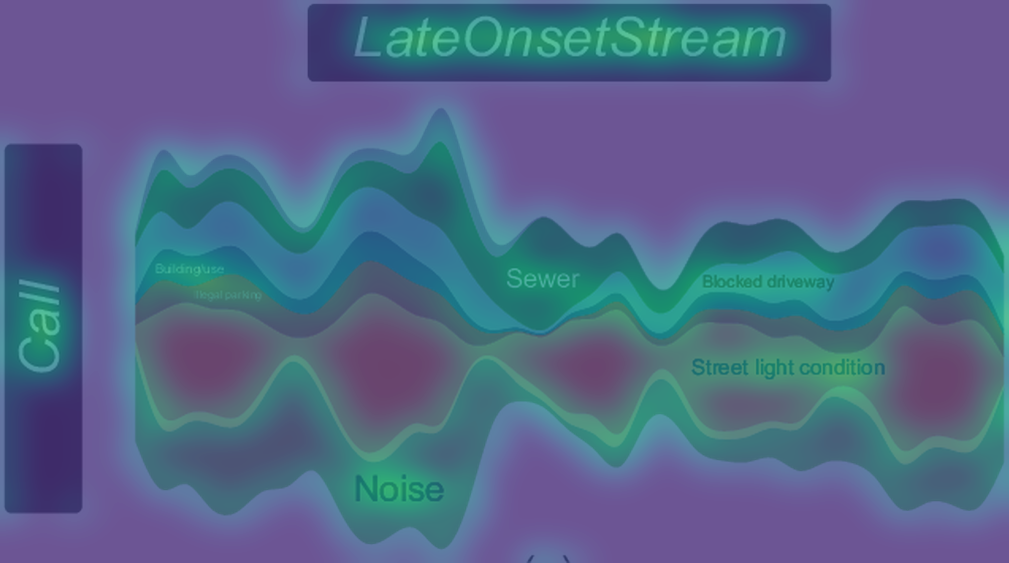 LateOnsetStream
Call
Building/use
Illegal parking
Sewer
Blocked driveway
Street light condition
Noise